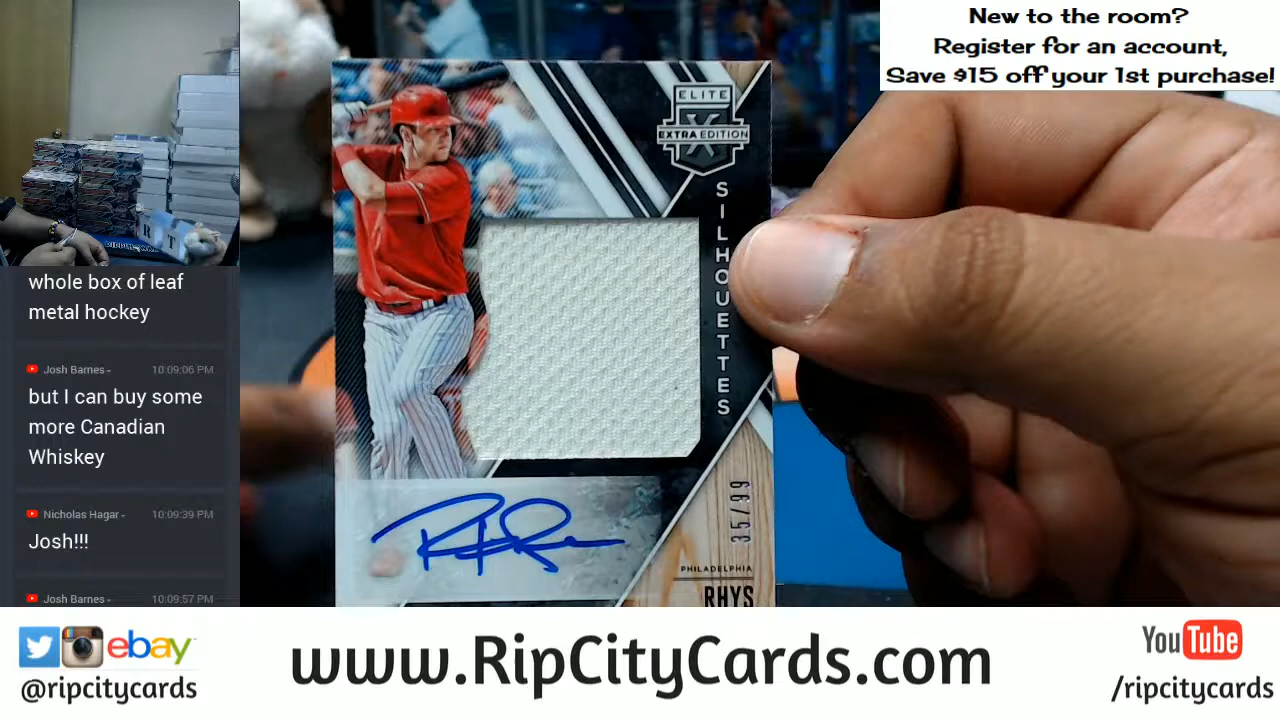 New to the room?
Register for an account,
Save $15 off your 1st purchase!
ELITE
X
EXTRA EDITION
SILHOUETTES
35/99
PHILADELPHIA
RHYS
R T
whole box of leaf
metal hockey
Josh Barnes
10:09:06 PM
but I can buy some
more Canadian
Whiskey
Nicholas Hagar
10:09:39 PM
Josh!!!
Josh Barnes
10:09:57 PM
ebay
@ripcitycards
www.RipCityCards.com
YouTube
/ripcitycards